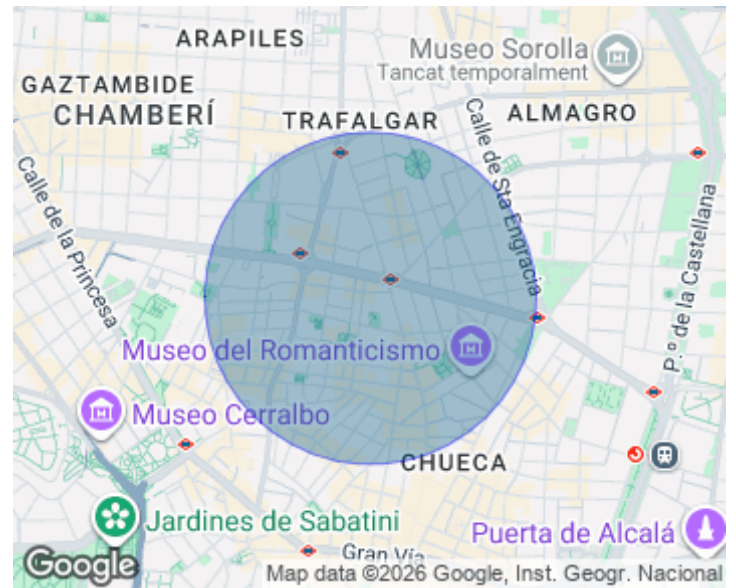 ARAPILES
Museo Sorolla
Tancat temporalment
GAZTAMBIDE
CHAMBERÍ
TRAFALGAR
ALMAGRO
Calle de Sta Engracia
Calle de la Princesa
P.º de la Castellana
Museo del Romanticismo
Museo Cerralbo
CHUECA
Jardines de Sabatini
Puerta de Alcalá
Gran Vía
Google
Map data ©2026 Google, Inst. Geogr. Nacional